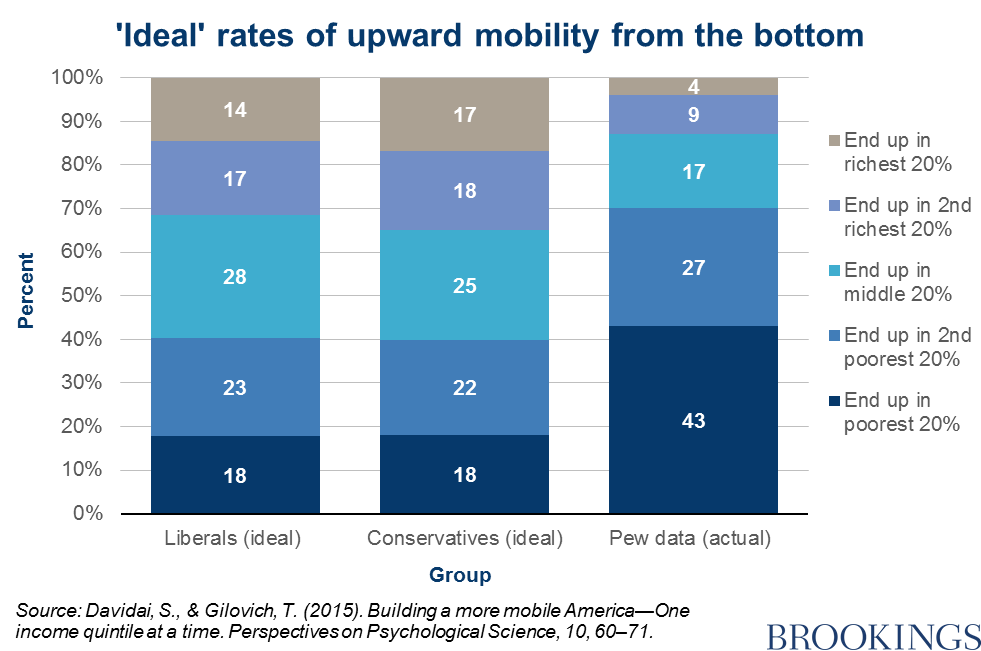 'Ideal' rates of upward mobility from the bottom
Percent
100%
90%
80%
70%
60%
50%
40%
30%
20%
10%
0%
14
17
28
23
18
17
18
25
22
18
4
9
17
27
43
Liberals (ideal)
Conservatives (ideal)
Pew data (actual)
Group
End up in
richest 20%
End up in 2nd
richest 20%
End up in
middle 20%
End up in 2nd
poorest 20%
End up in
poorest 20%
Source: Davidai, S., & Gilovich, T. (2015). Building a more mobile America—One
income quintile at a time. Perspectives on Psychological Science, 10, 60–71.
BROOKINGS